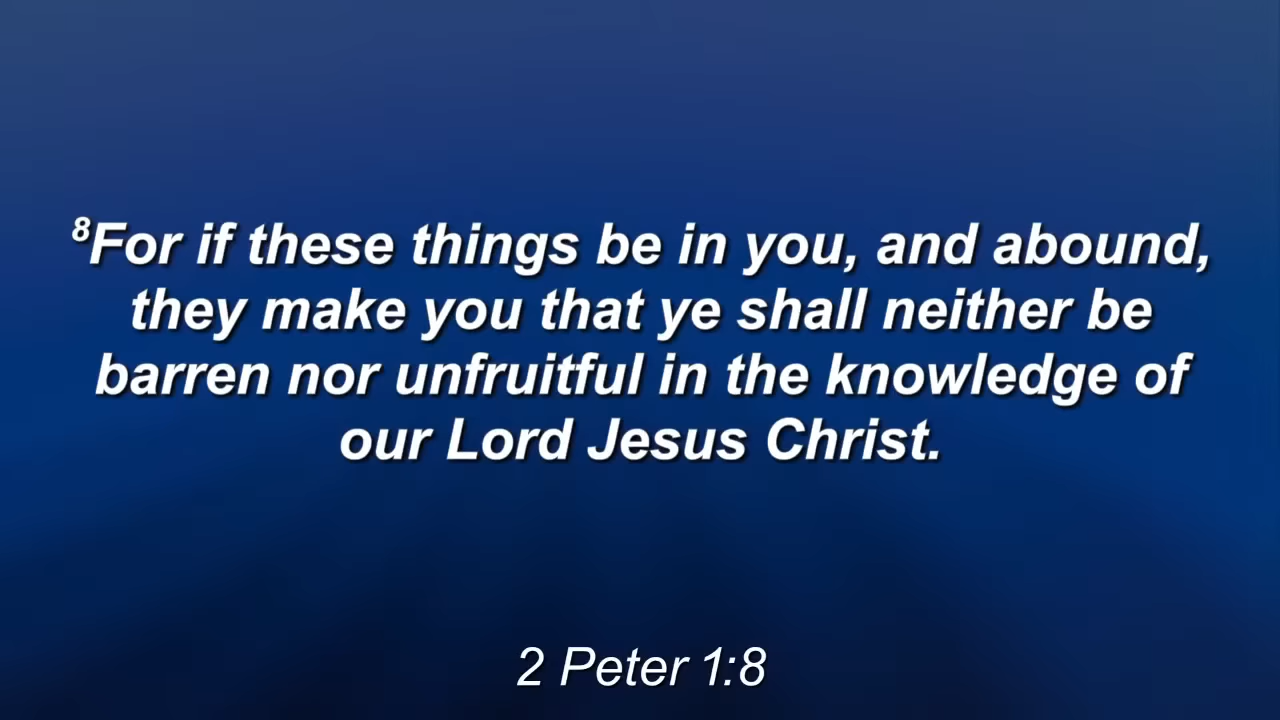 ⁸For if these things be in you, and abound,
they make you that ye shall neither be
barren nor unfruitful in the knowledge of
our Lord Jesus Christ.
2 Peter 1:8